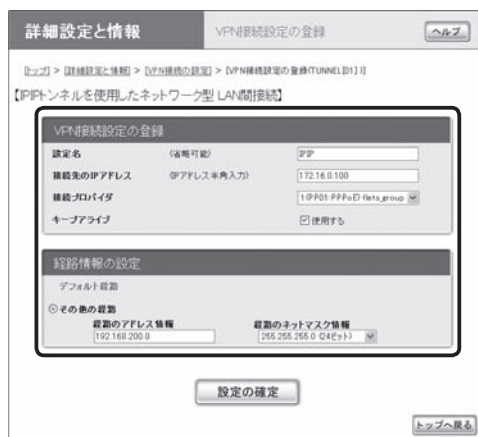 詳細設定と情報
VPN接続設定の登録
ヘルプ
[トップ] > [詳細設定と情報] > [VPN接続の設定] > [VPN接続設定の登録(TUNNEL[01])]
【IPIPトンネルを使用したネットワーク型 LAN間接続】
VPN接続設定の登録
設定名 (省略可能) IPIP
接続先のIPアドレス (IPアドレス半角入力) 172.16.0.100
接続プロバイダ 1:(PP01:PPPoE) flets_group
キープアライブ 使用する
経路情報の設定
デフォルト経路
その他の経路
経路のアドレス情報 経路のネットマスク情報
192.168.200.0 255.255.255.0 (24ビット)
設定の確定
トップへ戻る